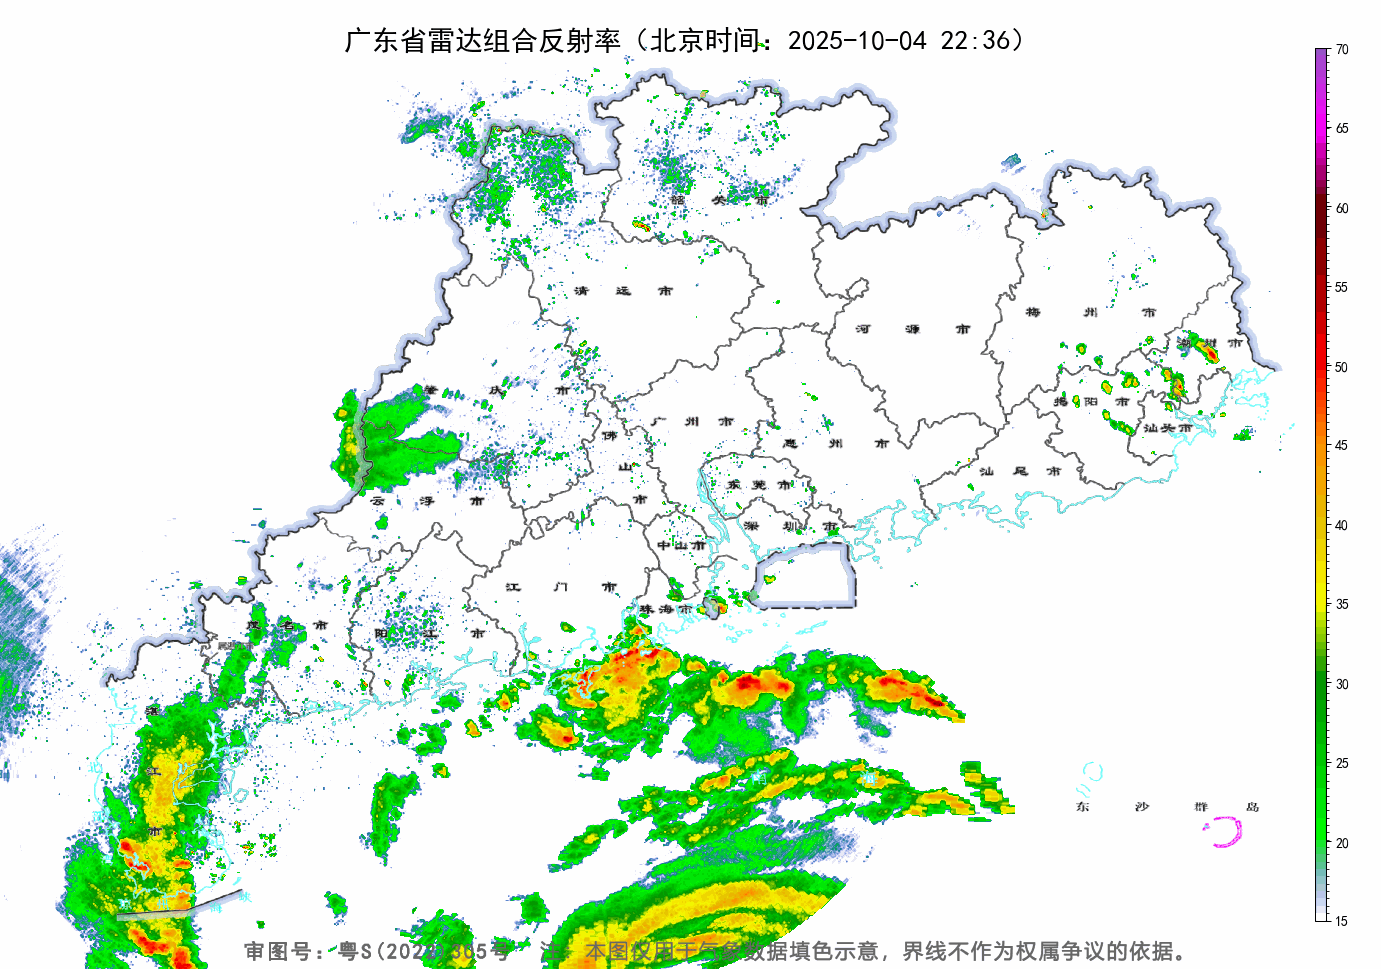 广东省雷达组合反射率（北京时间：2025-10-04 22:36）
70
65
60
55
50
45
40
35
30
25
20
15
韶关市
清远市
河源市
梅州市
潮州市
肇庆市
广州市
揭阳市
汕头市
佛山市
惠州市
汕尾市
云浮市
东莞市
深圳市
中山市
江门市
珠海市
茂名市
阳江市
湛江市
南海
东沙群岛
审图号：粤S(202 )365号 注：本图仅用于气象数据填色示意，界线不作为权属争议的依据。